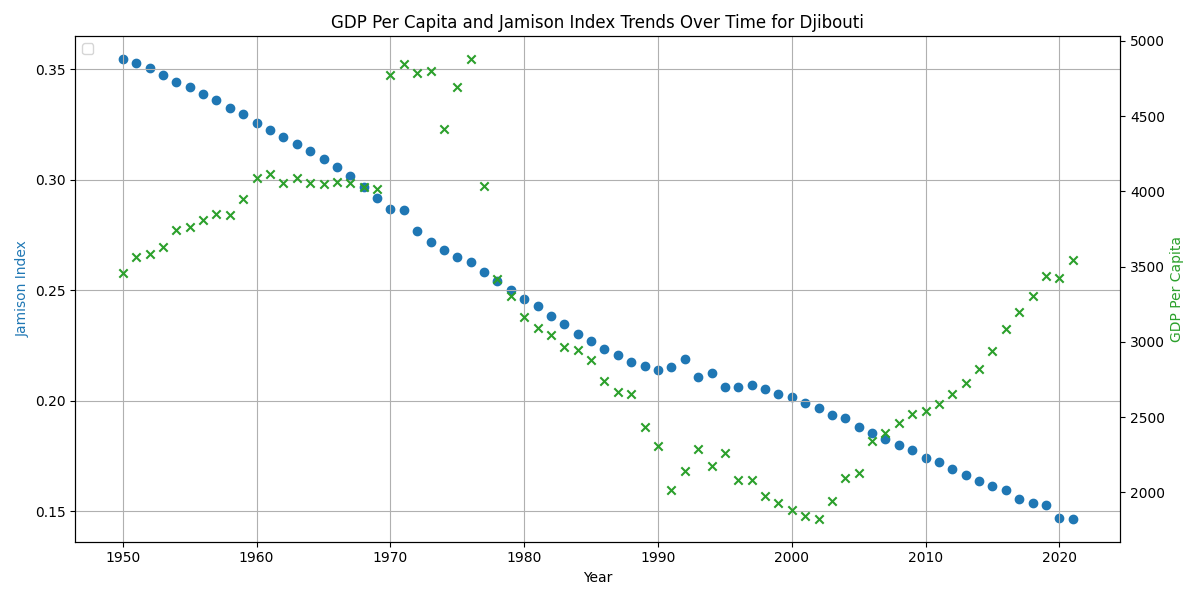 GDP Per Capita and Jamison Index Trends Over Time for Djibouti
Jamison Index
0.35
0.30
0.25
0.20
0.15
5000
4500
4000
3500
3000
2500
2000
GDP Per Capita
1950 1960 1970 1980 1990 2000 2010 2020
Year